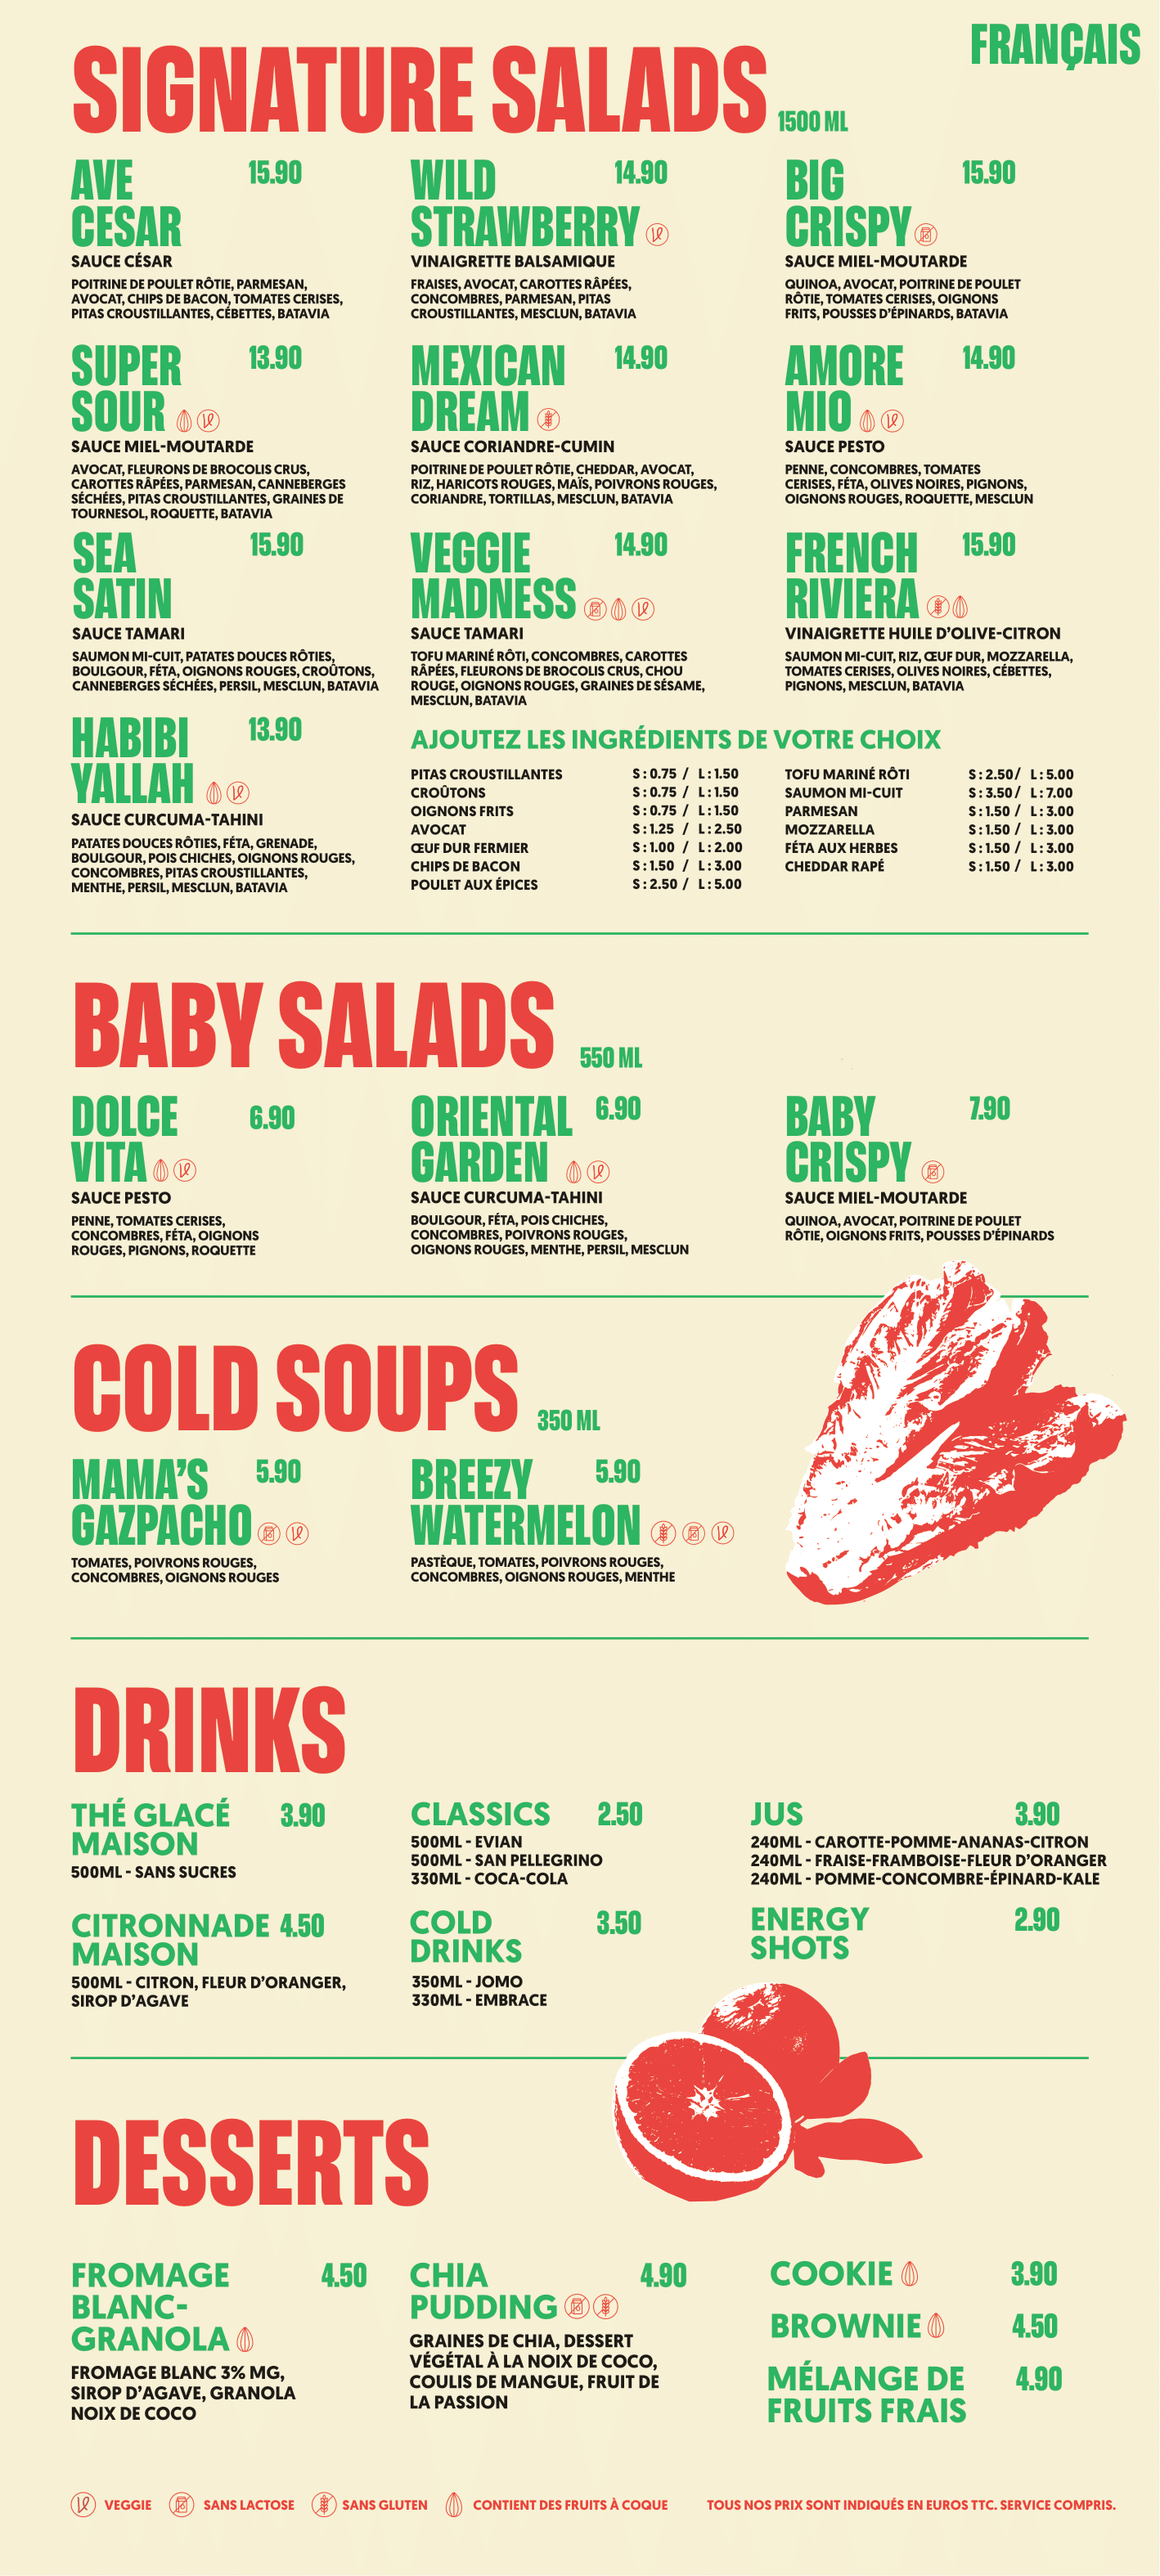 FRANÇAIS
SIGNATURE SALADS 1500 ML
AVE 15.90
CESAR
SAUCE CÉSAR
POITRINE DE POULET RÔTIE, PARMESAN,
AVOCAT, CHIPS DE BACON, TOMATES CERISES,
PITAS CROUSTILLANTES, CÉBETTES, BATAVIA
WILD 14.90
STRAWBERRY
VINAIGRETTE BALSAMIQUE
FRAISES, AVOCAT, CAROTTES RÂPÉES,
CONCOMBRES, PARMESAN, PITAS
CROUSTILLANTES, MESCLUN, BATAVIA
BIG 15.90
CRISPY
SAUCE MIEL-MOUTARDE
QUINOA, AVOCAT, POITRINE DE POULET
RÔTIE, TOMATES CERISES, OIGNONS
FRITS, POUSSES D'ÉPINARDS, BATAVIA
SUPER 13.90
SOUR
SAUCE MIEL-MOUTARDE
AVOCAT, FLEURONS DE BROCOLIS CRUS,
CAROTTES RÂPÉES, PARMESAN, CANNEBERGES
SÉCHÉES, PITAS CROUSTILLANTES, GRAINES DE
TOURNESOL, ROQUETTE, BATAVIA
MEXICAN 14.90
DREAM
SAUCE CORIANDRE-CUMIN
POITRINE DE POULET RÔTIE, CHEDDAR, AVOCAT,
RIZ, HARICOTS ROUGES, MAÏS, POIVRONS ROUGES,
CORIANDRE, TORTILLAS, MESCLUN, BATAVIA
AMORE 14.90
MIO
SAUCE PESTO
PENNE, CONCOMBRES, TOMATES
CERISES, FÉTA, OLIVES NOIRES, PIGNONS,
OIGNONS ROUGES, ROQUETTE, MESCLUN
SEA 15.90
SATIN
SAUCE TAMARI
SAUMON MI-CUIT, PATATES DOUCES RÔTIES,
BOULGOUR, FÉTA, OIGNONS ROUGES, CROÛTONS,
CANNEBERGES SÉCHÉES, PERSIL, MESCLUN, BATAVIA
VEGGIE 14.90
MADNESS
SAUCE TAMARI
TOFU MARINÉ RÔTI, CONCOMBRES, CAROTTES
RÂPÉES, FLEURONS DE BROCOLIS CRUS, CHOU
ROUGE, OIGNONS ROUGES, GRAINES DE SÉSAME,
MESCLUN, BATAVIA
FRENCH 15.90
RIVIERA
VINAIGRETTE HUILE D'OLIVE-CITRON
SAUMON MI-CUIT, RIZ, ŒUF DUR, MOZZARELLA,
TOMATES CERISES, OLIVES NOIRES, CÉBETTES,
PIGNONS, MESCLUN, BATAVIA
HABIBI 13.90
YALLAH
SAUCE CURCUMA-TAHINI
PATATES DOUCES RÔTIES, FÉTA, GRENADE,
BOULGOUR, POIS CHICHES, OIGNONS ROUGES,
CONCOMBRES, PITAS CROUSTILLANTES,
MENTHE, PERSIL, MESCLUN, BATAVIA
AJOUTEZ LES INGRÉDIENTS DE VOTRE CHOIX
PITAS CROUSTILLANTES S : 0.75 / L : 1.50
CROÛTONS S : 0.75 / L : 1.50
OIGNONS FRITS S : 0.75 / L : 1.50
AVOCAT S : 1.25 / L : 2.50
ŒUF DUR FERMIER S : 1.00 / L : 2.00
CHIPS DE BACON S : 1.50 / L : 3.00
POULET AUX ÉPICES S : 2.50 / L : 5.00
TOFU MARINÉ RÔTI S : 2.50 / L : 5.00
SAUMON MI-CUIT S : 3.50 / L : 7.00
PARMESAN S : 1.50 / L : 3.00
MOZZARELLA S : 1.50 / L : 3.00
FÉTA AUX HERBES S : 1.50 / L : 3.00
CHEDDAR RAPÉ S : 1.50 / L : 3.00
BABY SALADS 550 ML
DOLCE 6.90
VITA
SAUCE PESTO
PENNE, TOMATES CERISES,
CONCOMBRES, FÉTA, OIGNONS
ROUGES, PIGNONS, ROQUETTE
ORIENTAL 6.90
GARDEN
SAUCE CURCUMA-TAHINI
BOULGOUR, FÉTA, POIS CHICHES,
CONCOMBRES, POIVRONS ROUGES,
OIGNONS ROUGES, MENTHE, PERSIL, MESCLUN
BABY 7.90
CRISPY
SAUCE MIEL-MOUTARDE
QUINOA, AVOCAT, POITRINE DE POULET
RÔTIE, OIGNONS FRITS, POUSSES D'ÉPINARDS
COLD SOUPS 350 ML
MAMA'S 5.90
GAZPACHO
TOMATES, POIVRONS ROUGES,
CONCOMBRES, OIGNONS ROUGES
BREEZY 5.90
WATERMELON
PASTÈQUE, TOMATES, POIVRONS ROUGES,
CONCOMBRES, OIGNONS ROUGES, MENTHE
DRINKS
THÉ GLACÉ 3.90
MAISON
500ML - SANS SUCRES
CLASSICS 2.50
500ML - EVIAN
500ML - SAN PELLEGRINO
330ML - COCA-COLA
JUS 3.90
240ML - CAROTTE-POMME-ANANAS-CITRON
240ML - FRAISE-FRAMBOISE-FLEUR D'ORANGER
240ML - POMME-CONCOMBRE-ÉPINARD-KALE
CITRONNADE 4.50
MAISON
500ML - CITRON, FLEUR D'ORANGER,
SIROP D'AGAVE
COLD 3.50
DRINKS
350ML - JOMO
330ML - EMBRACE
ENERGY 2.90
SHOTS
DESSERTS
FROMAGE 4.50
BLANC-
GRANOLA
FROMAGE BLANC 3% MG,
SIROP D'AGAVE, GRANOLA
NOIX DE COCO
CHIA 4.90
PUDDING
GRAINES DE CHIA, DESSERT
VÉGÉTAL À LA NOIX DE COCO,
COULIS DE MANGUE, FRUIT DE
LA PASSION
COOKIE 3.90
BROWNIE 4.50
MÉLANGE DE 4.90
FRUITS FRAIS
VEGGIE SANS LACTOSE SANS GLUTEN CONTIENT DES FRUITS À COQUE TOUS NOS PRIX SONT INDIQUÉS EN EUROS TTC. SERVICE COMPRIS.